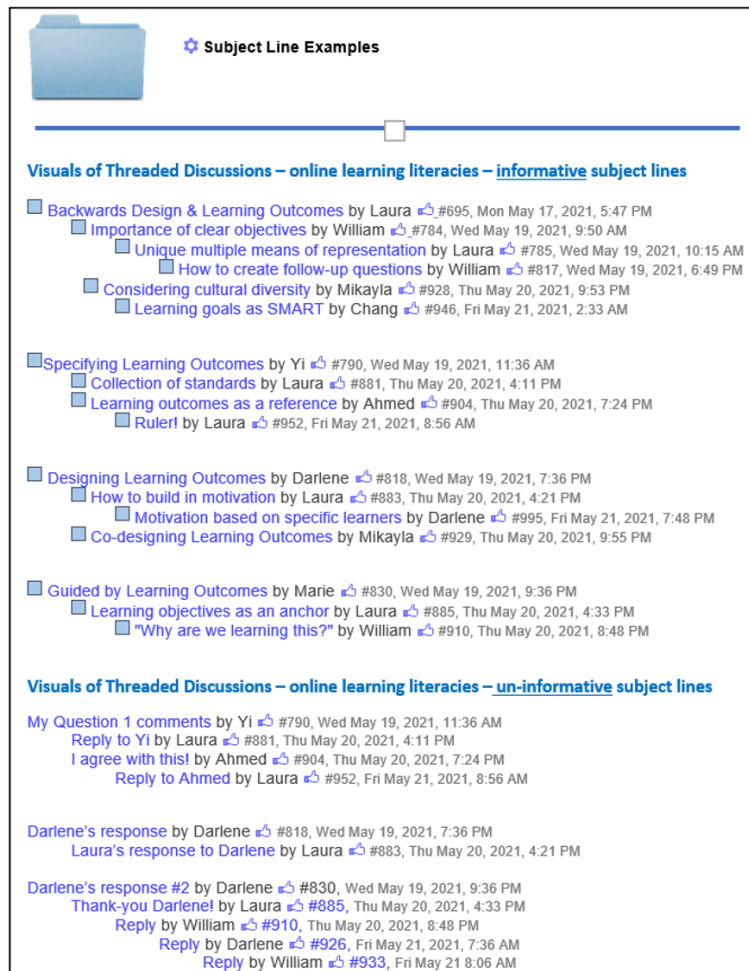 Subject Line Examples
Visuals of Threaded Discussions – online learning literacies – informative subject lines
Backwards Design & Learning Outcomes by Laura #695, Mon May 17, 2021, 5:47 PM
Importance of clear objectives by William #784, Wed May 19, 2021, 9:50 AM
Unique multiple means of representation by Laura #785, Wed May 19, 2021, 10:15 AM
How to create follow-up questions by William #817, Wed May 19, 2021, 6:49 PM
Considering cultural diversity by Mikayla #928, Thu May 20, 2021, 9:53 PM
Learning goals as SMART by Chang #946, Fri May 21, 2021, 2:33 AM
Specifying Learning Outcomes by Yi #790, Wed May 19, 2021, 11:36 AM
Collection of standards by Laura #881, Thu May 20, 2021, 4:11 PM
Learning outcomes as a reference by Ahmed #904, Thu May 20, 2021, 7:24 PM
Ruler! by Laura #952, Fri May 21, 2021, 8:56 AM
Designing Learning Outcomes by Darlene #818, Wed May 19, 2021, 7:36 PM
How to build in motivation by Laura #883, Thu May 20, 2021, 4:21 PM
Motivation based on specific learners by Darlene #995, Fri May 21, 2021, 7:48 PM
Co-designing Learning Outcomes by Mikayla #929, Thu May 20, 2021, 9:55 PM
Guided by Learning Outcomes by Marie #830, Wed May 19, 2021, 9:36 PM
Learning objectives as an anchor by Laura #885, Thu May 20, 2021, 4:33 PM
"Why are we learning this?" by William #910, Thu May 20, 2021, 8:48 PM
Visuals of Threaded Discussions – online learning literacies – un-informative subject lines
My Question 1 comments by Yi #790, Wed May 19, 2021, 11:36 AM
Reply to Yi by Laura #881, Thu May 20, 2021, 4:11 PM
I agree with this! by Ahmed #904, Thu May 20, 2021, 7:24 PM
Reply to Ahmed by Laura #952, Fri May 21, 2021, 8:56 AM
Darlene's response by Darlene #818, Wed May 19, 2021, 7:36 PM
Laura's response to Darlene by Laura #883, Thu May 20, 2021, 4:21 PM
Darlene's response #2 by Darlene #830, Wed May 19, 2021, 9:36 PM
Thank-you Darlene! by Laura #885, Thu May 20, 2021, 4:33 PM
Reply by William #910, Thu May 20, 2021, 8:48 PM
Reply by Darlene #926, Fri May 21, 2021, 7:36 AM
Reply by William #933, Fri May 21 8:06 AM